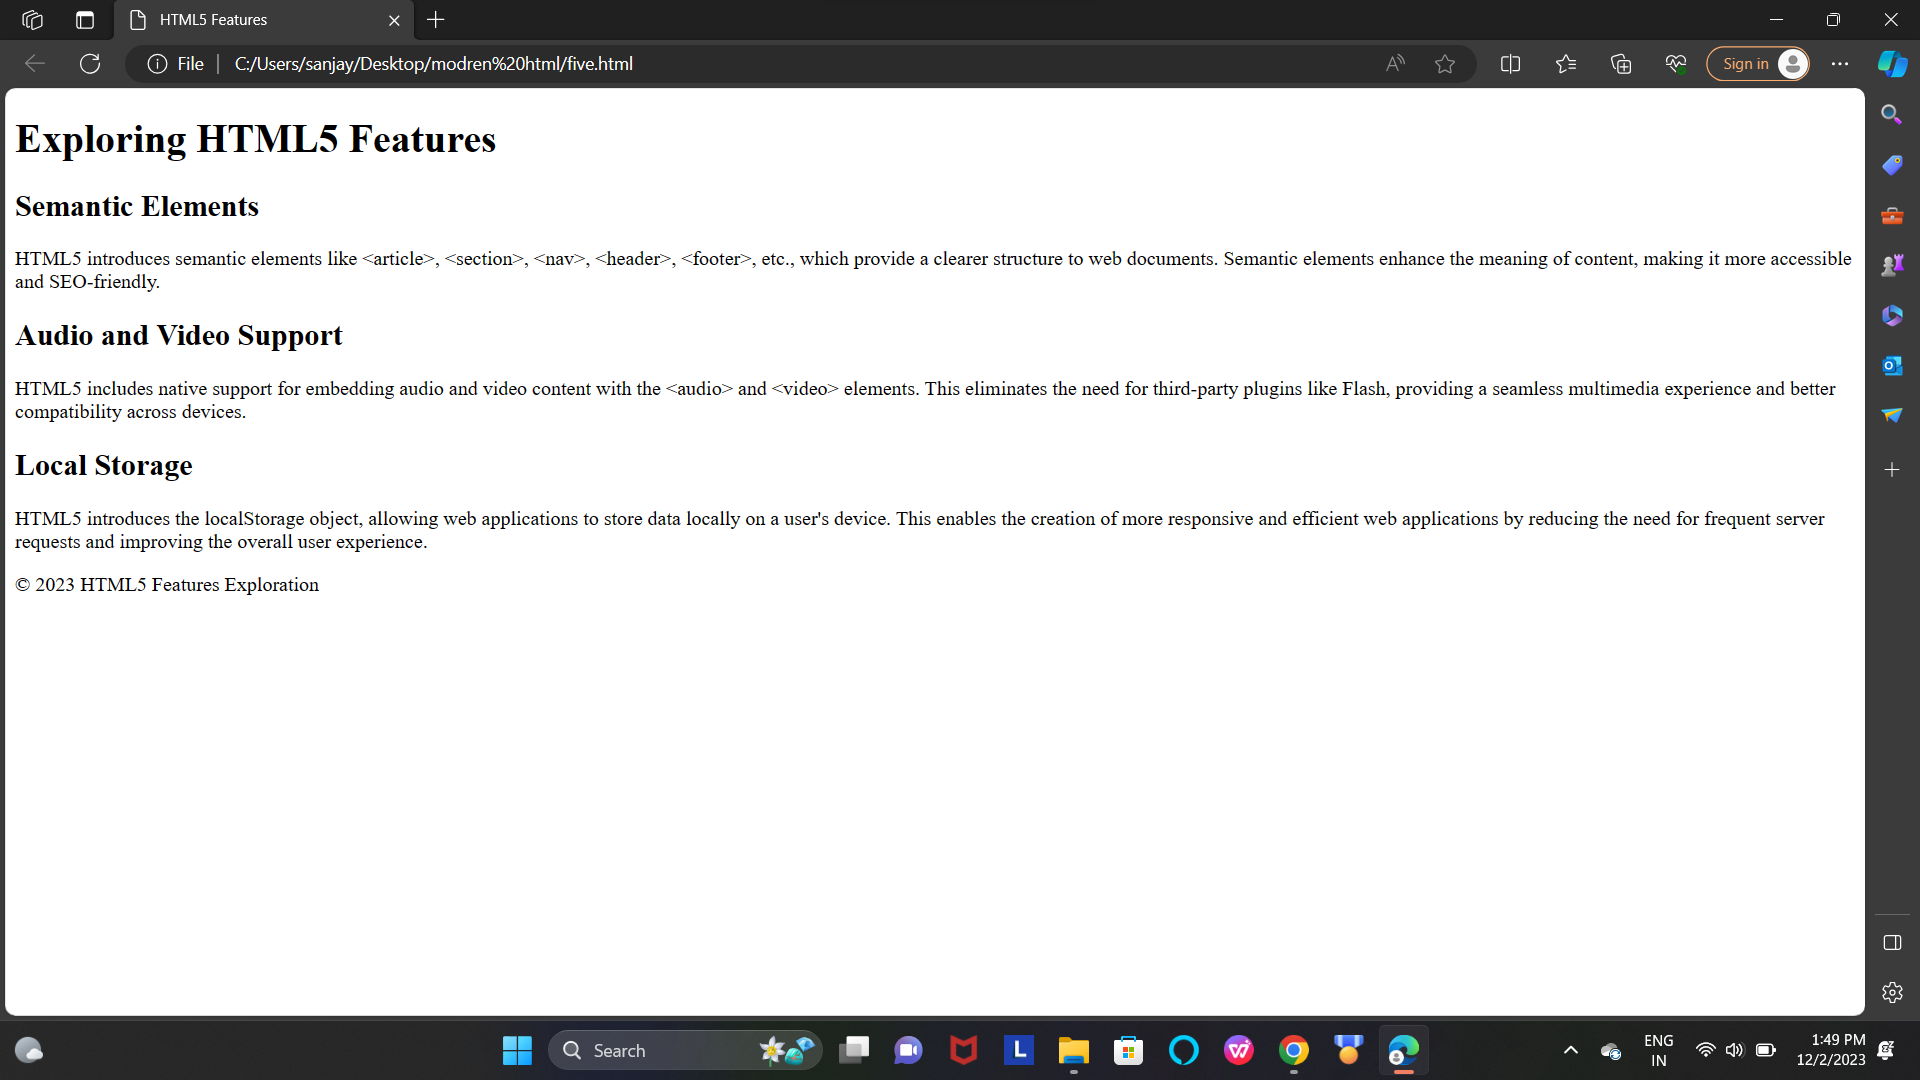 HTML5 Features
File
C:/Users/sanjay/Desktop/modren%20html/five.html
Sign in
Exploring HTML5 Features
Semantic Elements
HTML5 introduces semantic elements like <article>, <section>, <nav>, <header>, <footer>, etc., which provide a clearer structure to web documents. Semantic elements enhance the meaning of content, making it more accessible
and SEO-friendly.
Audio and Video Support
HTML5 includes native support for embedding audio and video content with the <audio> and <video> elements. This eliminates the need for third-party plugins like Flash, providing a seamless multimedia experience and better
compatibility across devices.
Local Storage
HTML5 introduces the localStorage object, allowing web applications to store data locally on a user's device. This enables the creation of more responsive and efficient web applications by reducing the need for frequent server
requests and improving the overall user experience.
© 2023 HTML5 Features Exploration
Search
L
ENG
IN
1:49 PM
12/2/2023